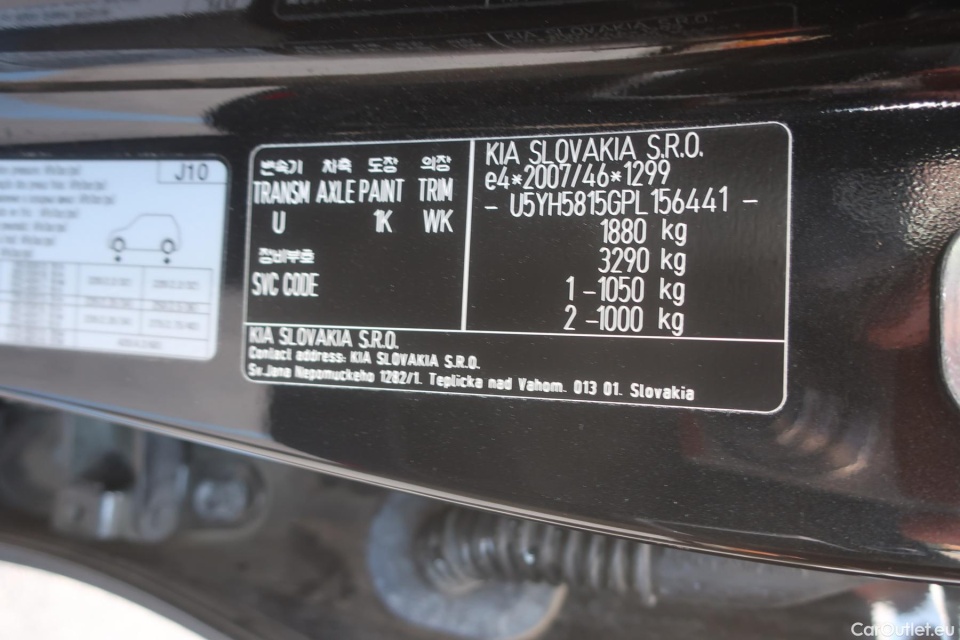 J10
변속기 차축 도장 의장
TRANSM AXLE PAINT TRIM
U 1K WK
장비부호
SVC CODE
KIA SLOVAKIA S.R.O.
e4*2007/46*1299
- U5YH5815GPL156441 -
1880 kg
3290 kg
1 -1050 kg
2 -1000 kg
KIA SLOVAKIA S.R.O.
Contact address: KIA SLOVAKIA S.R.O.
Sv.Jana Nepomuckeho 1282/1. Teplicka nad Vahom. 013 01. Slovakia
CarOutlet.eu